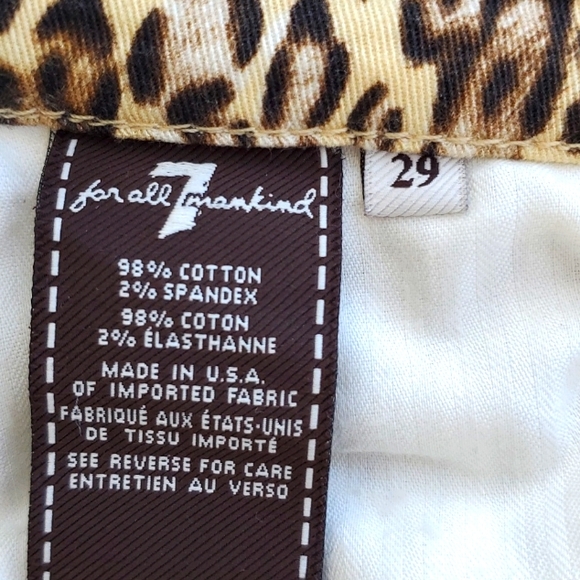 for all 7 mankind
29
98% COTTON
2% SPANDEX
98% COTON
2% ÉLASTHANNE
MADE IN U.S.A.
OF IMPORTED FABRIC
FABRIQUÉ AUX ÉTATS-UNIS
DE TISSU IMPORTÉ
SEE REVERSE FOR CARE
ENTRETIEN AU VERSO